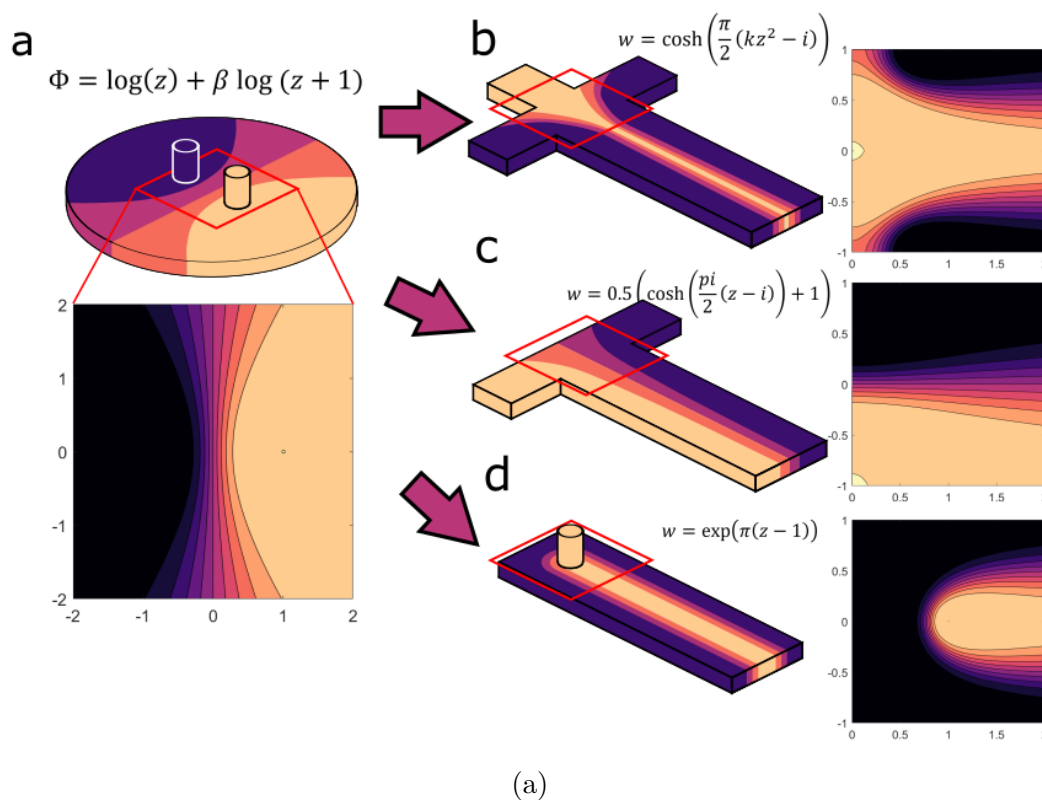 a
Φ = log(z) + β log (z + 1)
2
1
0
-1
-2
-2 -1 0 1 2
b
w = cosh(π/2 (kz² − i))
1
0.5
0
-0.5
-1
0 0.5 1 1.5 2
c
w = 0.5(cosh(pi/2 (z − i)) + 1)
1
0.5
0
-0.5
-1
0 0.5 1 1.5
d
w = exp(π(z − 1))
1
0.5
0
-0.5
-1
0 0.5 1 1.5
(a)